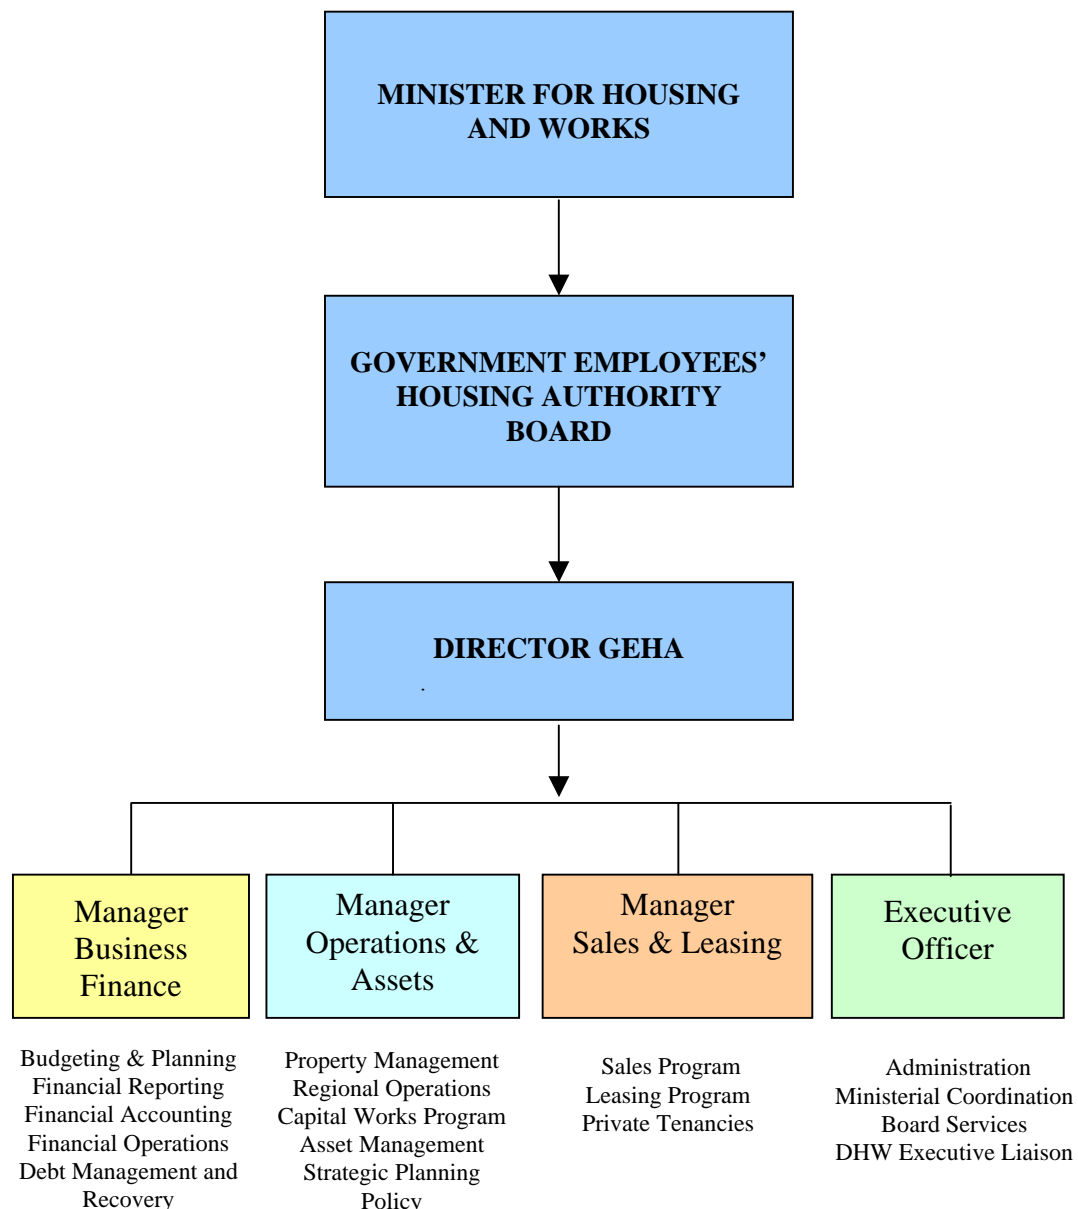 MINISTER FOR HOUSING
AND WORKS
GOVERNMENT EMPLOYEES’
HOUSING AUTHORITY
BOARD
DIRECTOR GEHA
.
Manager
Business
Finance
Budgeting & Planning
Financial Reporting
Financial Accounting
Financial Operations
Debt Management and
Recovery
Manager
Operations &
Assets
Property Management
Regional Operations
Capital Works Program
Asset Management
Strategic Planning
Policy
Manager
Sales & Leasing
Sales Program
Leasing Program
Private Tenancies
Executive
Officer
Administration
Ministerial Coordination
Board Services
DHW Executive Liaison